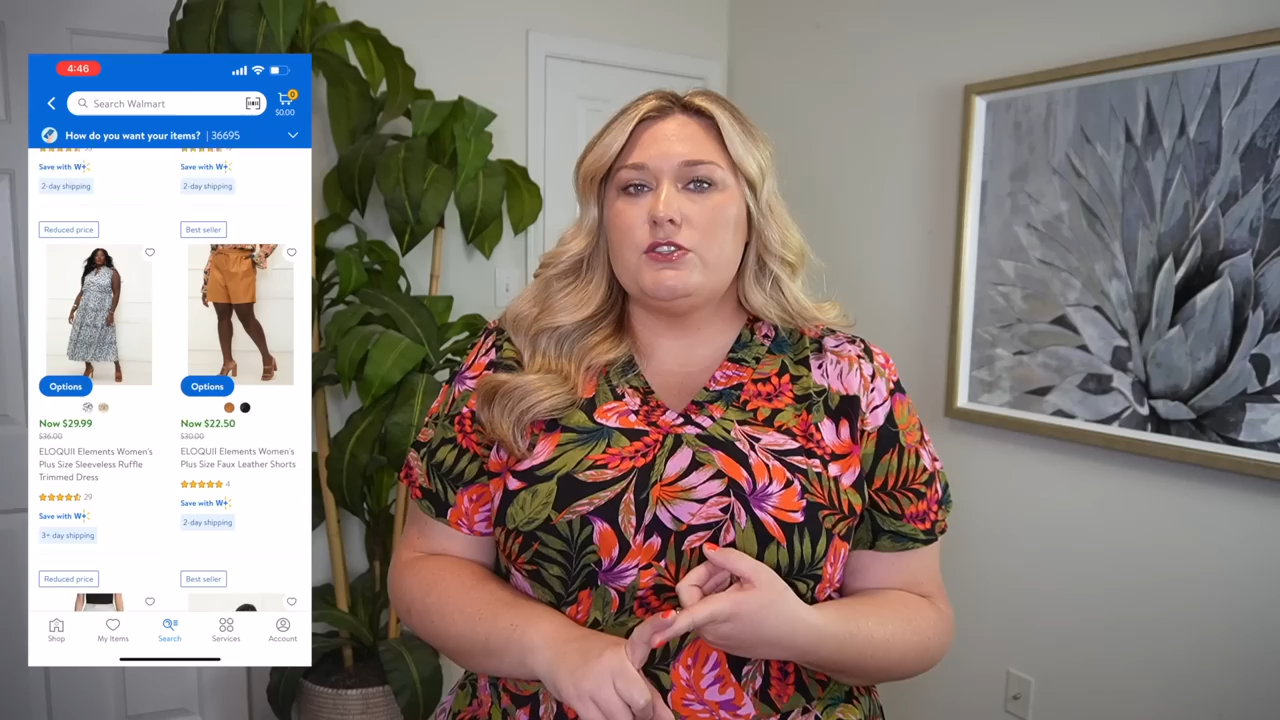 4:46
Search Walmart
0
$0.00
How do you want your items? | 36695
Save with W+
Save with W+
2-day shipping
2-day shipping
Reduced price
Best seller
Options
Options
Now $29.99
$36.00
ELOQUII Elements Women's
Plus Size Sleeveless Ruffle
Trimmed Dress
29
Save with W+
3+ day shipping
Now $22.50
$30.00
ELOQUII Elements Women's
Plus Size Faux Leather Shorts
4
Save with W+
2-day shipping
Reduced price
Best seller
Shop
My Items
Search
Services
Account